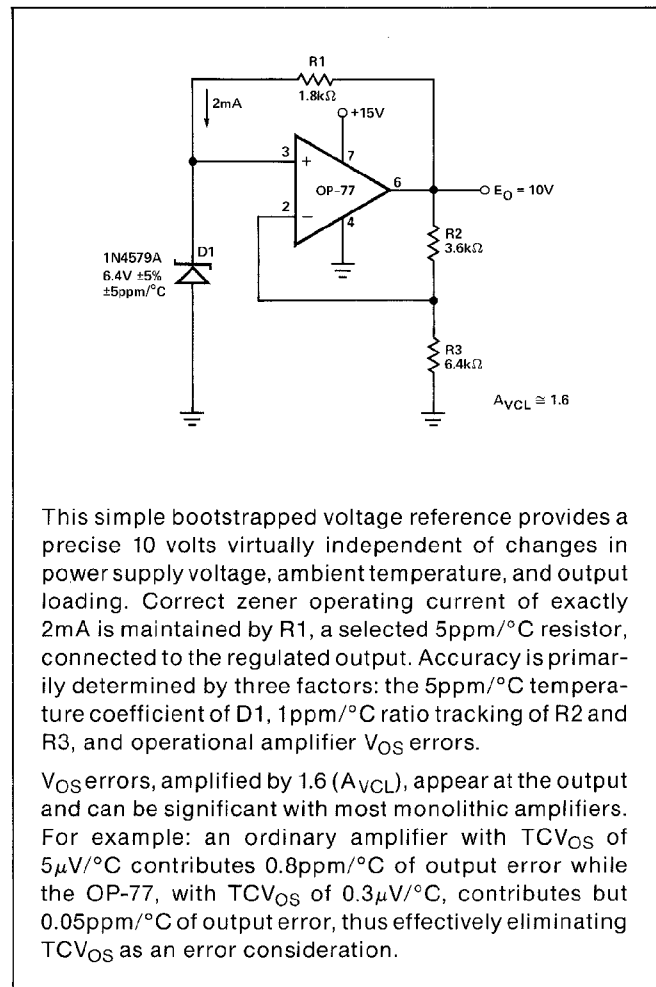 R1
1.8kΩ
2mA
+15V
3
+
7
OP-77
6
E_O = 10V
2
−
4
R2
3.6kΩ
1N4579A
D1
6.4V ±5%
±5ppm/°C
R3
6.4kΩ
A_VCL ≅ 1.6
This simple bootstrapped voltage reference provides a
precise 10 volts virtually independent of changes in
power supply voltage, ambient temperature, and output
loading. Correct zener operating current of exactly
2mA is maintained by R1, a selected 5ppm/°C resistor,
connected to the regulated output. Accuracy is primar-
ily determined by three factors: the 5ppm/°C tempera-
ture coefficient of D1, 1ppm/°C ratio tracking of R2 and
R3, and operational amplifier V_OS errors.
V_OS errors, amplified by 1.6 (A_VCL), appear at the output
and can be significant with most monolithic amplifiers.
For example: an ordinary amplifier with TCV_OS of
5μV/°C contributes 0.8ppm/°C of output error while
the OP-77, with TCV_OS of 0.3μV/°C, contributes but
0.05ppm/°C of output error, thus effectively eliminating
TCV_OS as an error consideration.